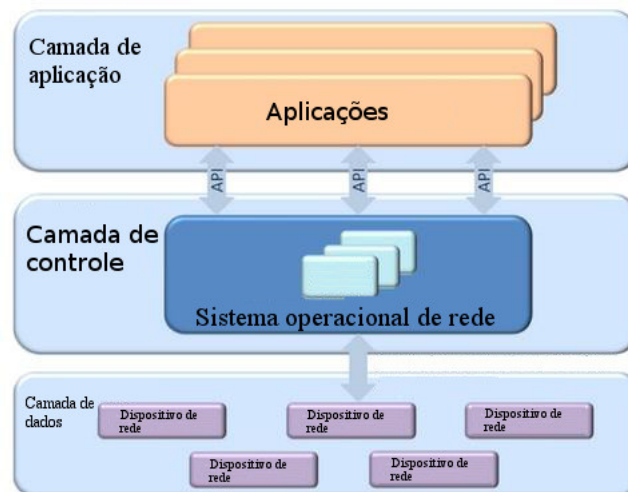 Camada de
aplicação
Aplicações
API
API
API
Camada de
controle
Sistema operacional de rede
Camada de
dados
Dispositivo de
rede
Dispositivo de
rede
Dispositivo de
rede
Dispositivo de
rede
Dispositivo de
rede